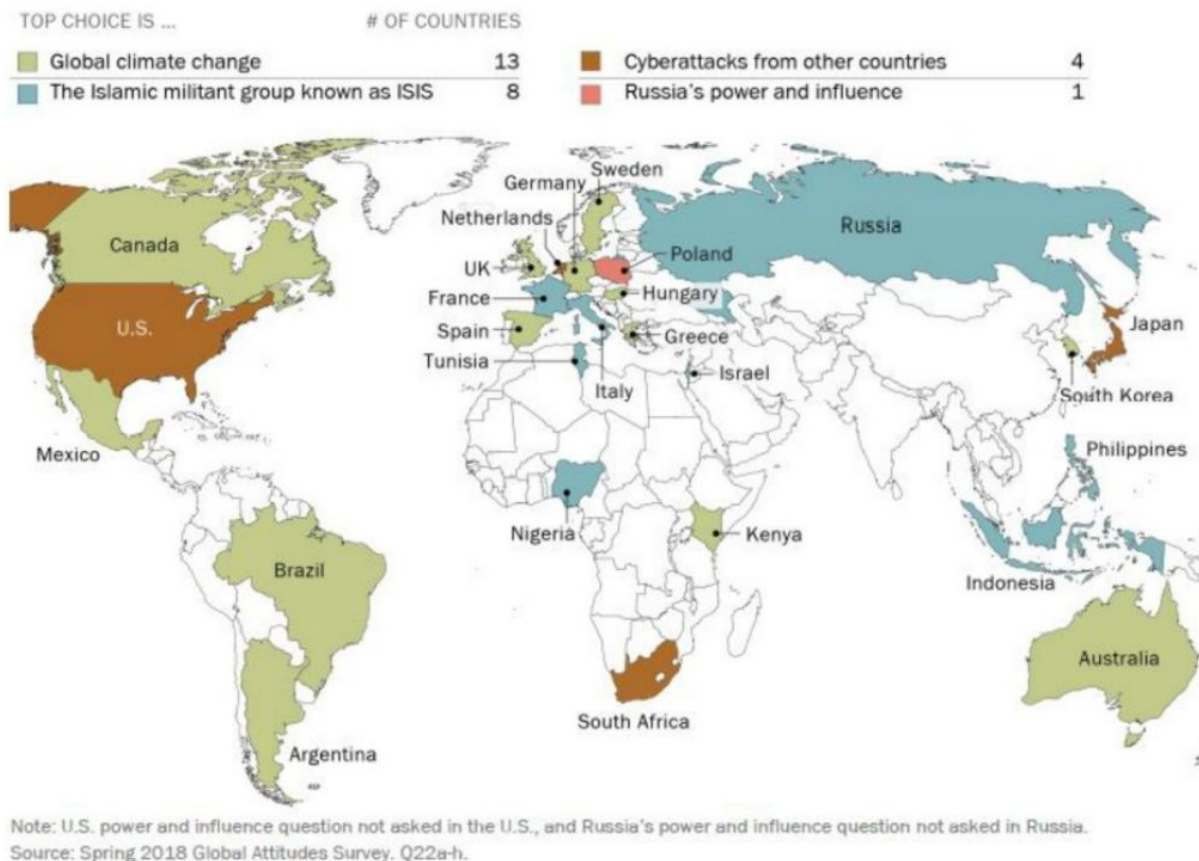 TOP CHOICE IS ... # OF COUNTRIES
Global climate change 13
The Islamic militant group known as ISIS 8
Cyberattacks from other countries 4
Russia's power and influence 1
Sweden
Germany
Netherlands
Canada
Russia
Poland
UK
Hungary
France
U.S.
Spain
Greece
Japan
Tunisia
Israel
Italy
South Korea
Mexico
Philippines
Nigeria
Kenya
Brazil
Indonesia
Australia
South Africa
Argentina
Note: U.S. power and influence question not asked in the U.S., and Russia's power and influence question not asked in Russia.
Source: Spring 2018 Global Attitudes Survey. Q22a-h.